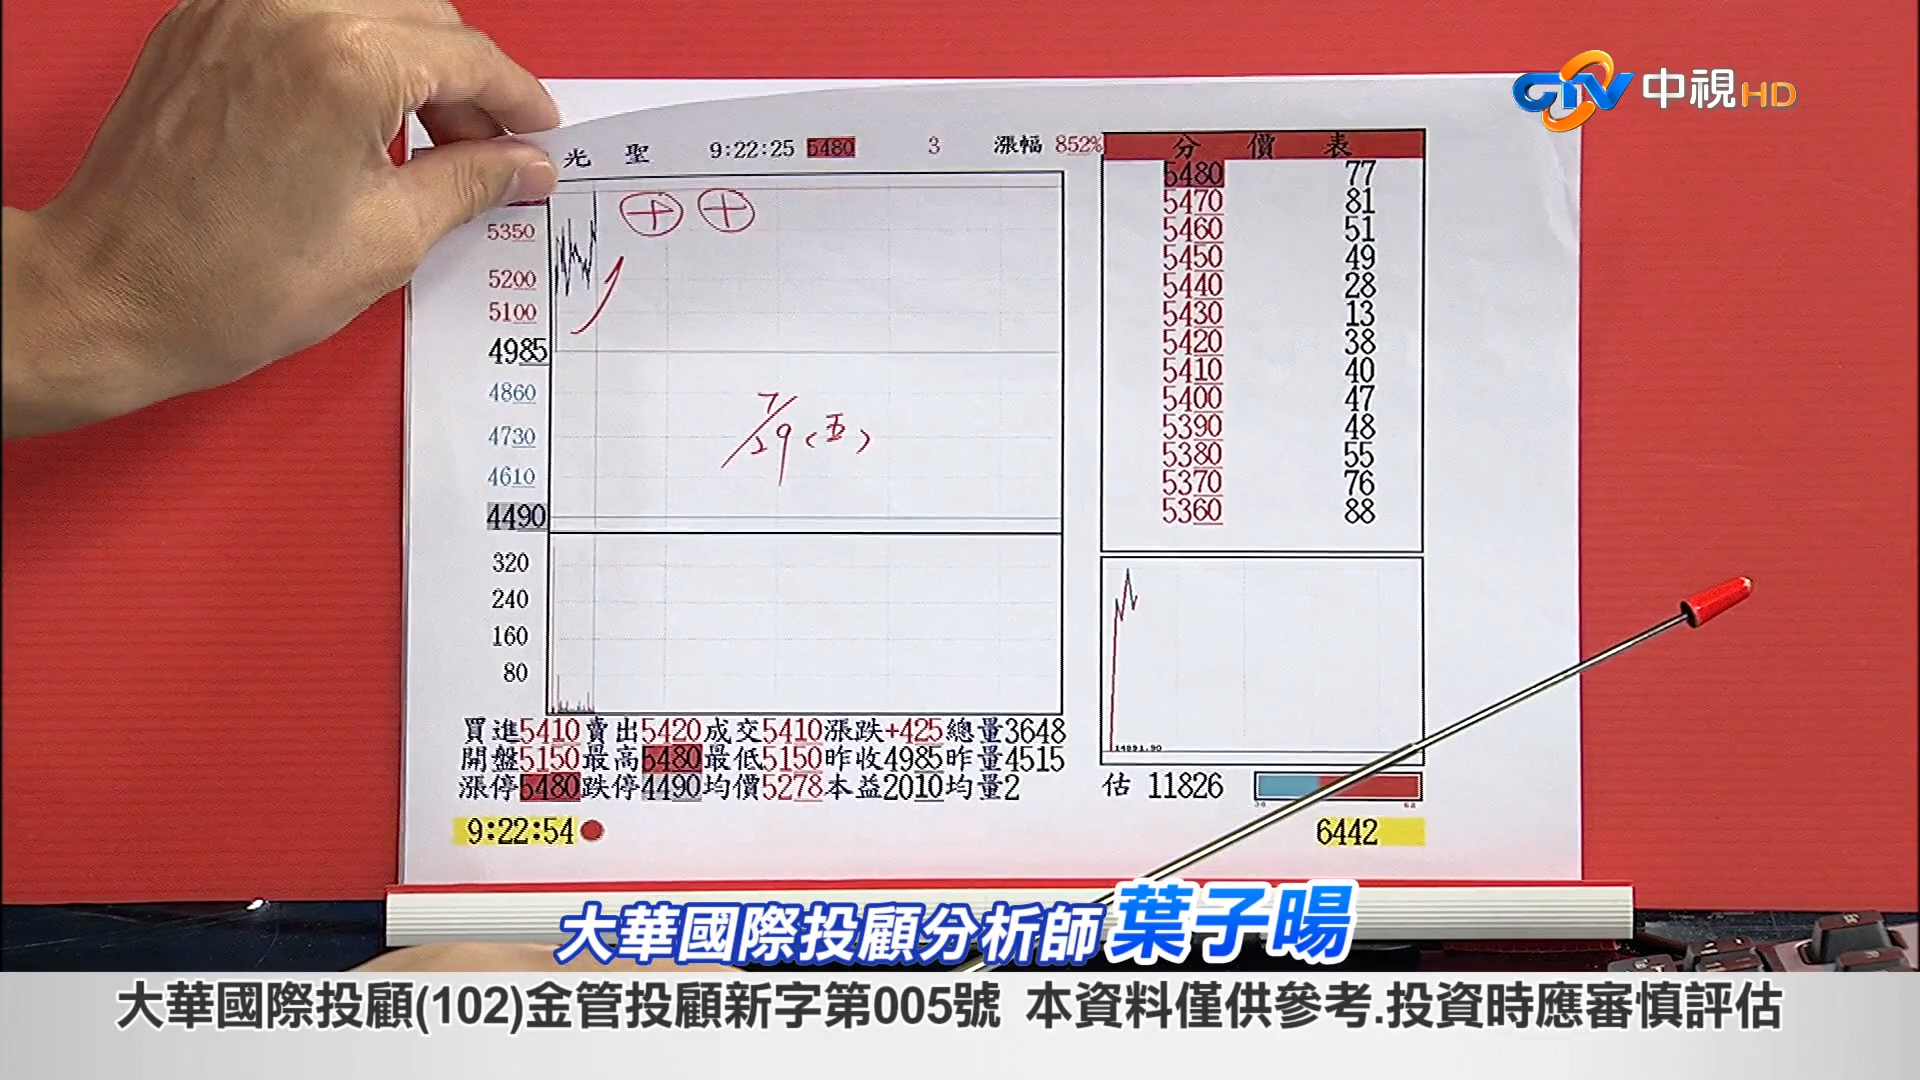 CTV 中視HD
光聖 9:22:25 5480 3 漲幅 852%
分價表
5480 77
5470 81
5460 51
5450 49
5440 28
5430 13
5420 38
5410 40
5400 47
5390 48
5380 55
5370 76
5360 88
5350
5200
5100
4985
4860
4730
4610
4490
7/29(五)
320
240
160
80
14891.90
買進5410賣出5420成交5410漲跌+425總量3648
開盤5150最高5480最低5150昨收4985昨量4515
漲停5480跌停4490均價5278本益2010均量2
估 11826
38 62
9:22:54
6442
大華國際投顧分析師 葉子暘
大華國際投顧(102)金管投顧新字第005號 本資料僅供參考.投資時應審慎評估